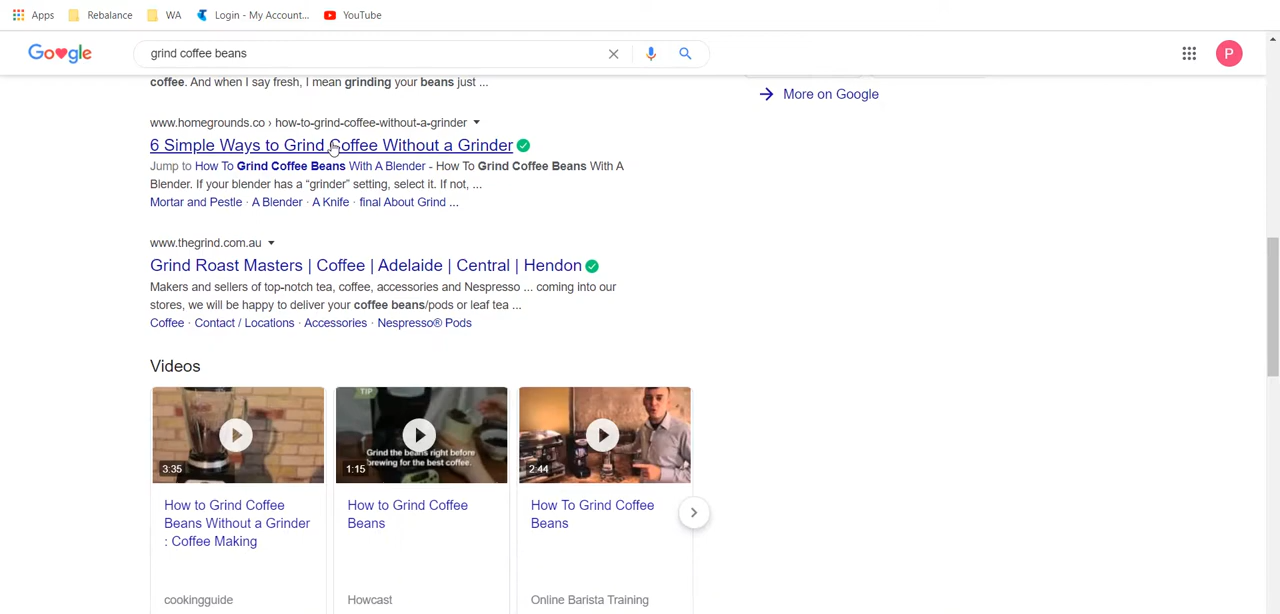 Apps Rebalance WA Login - My Account... YouTube
Google grind coffee beans P
coffee. And when I say fresh, I mean grinding your beans just ...
More on Google
www.homegrounds.co › how-to-grind-coffee-without-a-grinder
6 Simple Ways to Grind Coffee Without a Grinder
Jump to How To Grind Coffee Beans With A Blender - How To Grind Coffee Beans With A
Blender. If your blender has a “grinder” setting, select it. If not, ...
Mortar and Pestle · A Blender · A Knife · final About Grind ...
www.thegrind.com.au
Grind Roast Masters | Coffee | Adelaide | Central | Hendon
Makers and sellers of top-notch tea, coffee, accessories and Nespresso ... coming into our
stores, we will be happy to deliver your coffee beans/pods or leaf tea ...
Coffee · Contact / Locations · Accessories · Nespresso® Pods
Videos
3:35
TIP
Grind the beans right before
brewing for the best coffee.
1:15
2:44
How to Grind Coffee
Beans Without a Grinder
: Coffee Making
cookingguide
How to Grind Coffee
Beans
Howcast
How To Grind Coffee
Beans
Online Barista Training